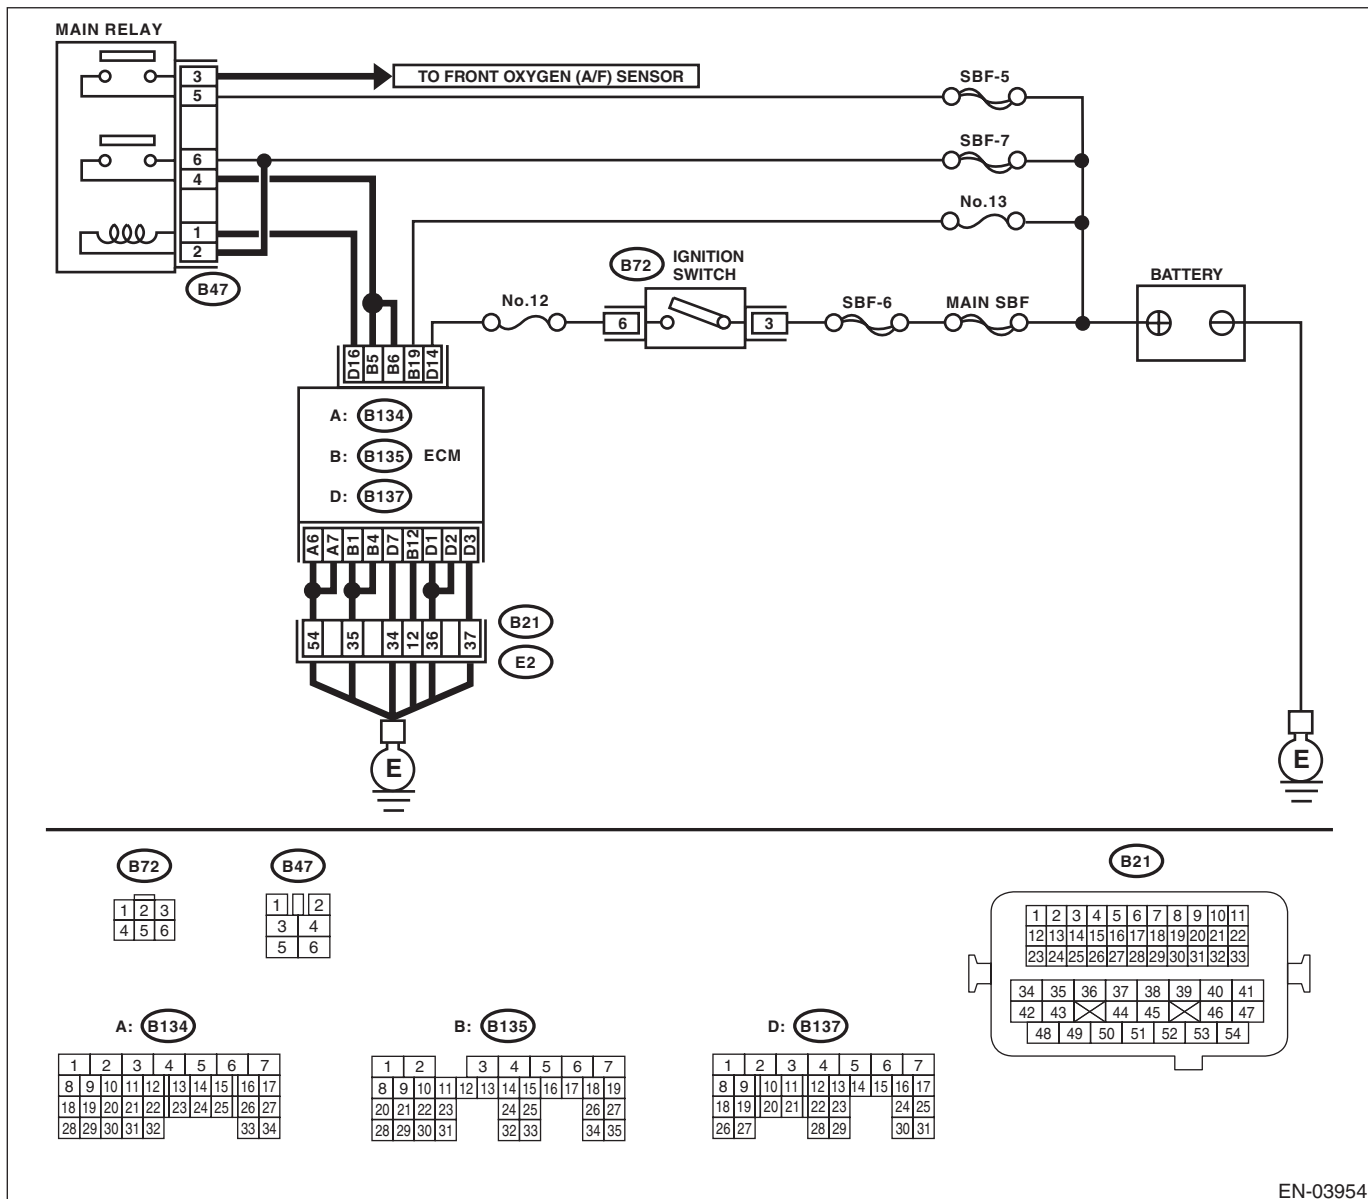 MAIN RELAY
3
TO FRONT OXYGEN (A/F) SENSOR
5
SBF-5
6
SBF-7
4
No.13
1
2
B47
B72
IGNITION
SWITCH
BATTERY
No.12
6
3
SBF-6
MAIN SBF
D16
B5
B6
B19
D14
A: B134
B: B135 ECM
D: B137
A6
A7
B1
B4
D7
B12
D1
D2
D3
B21
54
35
34
12
36
37
E2
E
E
B72
1 2 3
4 5 6
B47
1 2
3 4
5 6
B21
1 2 3 4 5 6 7 8 9 10 11
12 13 14 15 16 17 18 19 20 21 22
23 24 25 26 27 28 29 30 31 32 33
34 35 36 37 38 39 40 41
42 43 44 45 46 47
48 49 50 51 52 53 54
A: B134
1 2 3 4 5 6 7
8 9 10 11 12 13 14 15 16 17
18 19 20 21 22 23 24 25 26 27
28 29 30 31 32 33 34
B: B135
1 2 3 4 5 6 7
8 9 10 11 12 13 14 15 16 17 18 19
20 21 22 23 24 25 26 27
28 29 30 31 32 33 34 35
D: B137
1 2 3 4 5 6 7
8 9 10 11 12 13 14 15 16 17
18 19 20 21 22 23 24 25
26 27 28 29 30 31
EN-03954